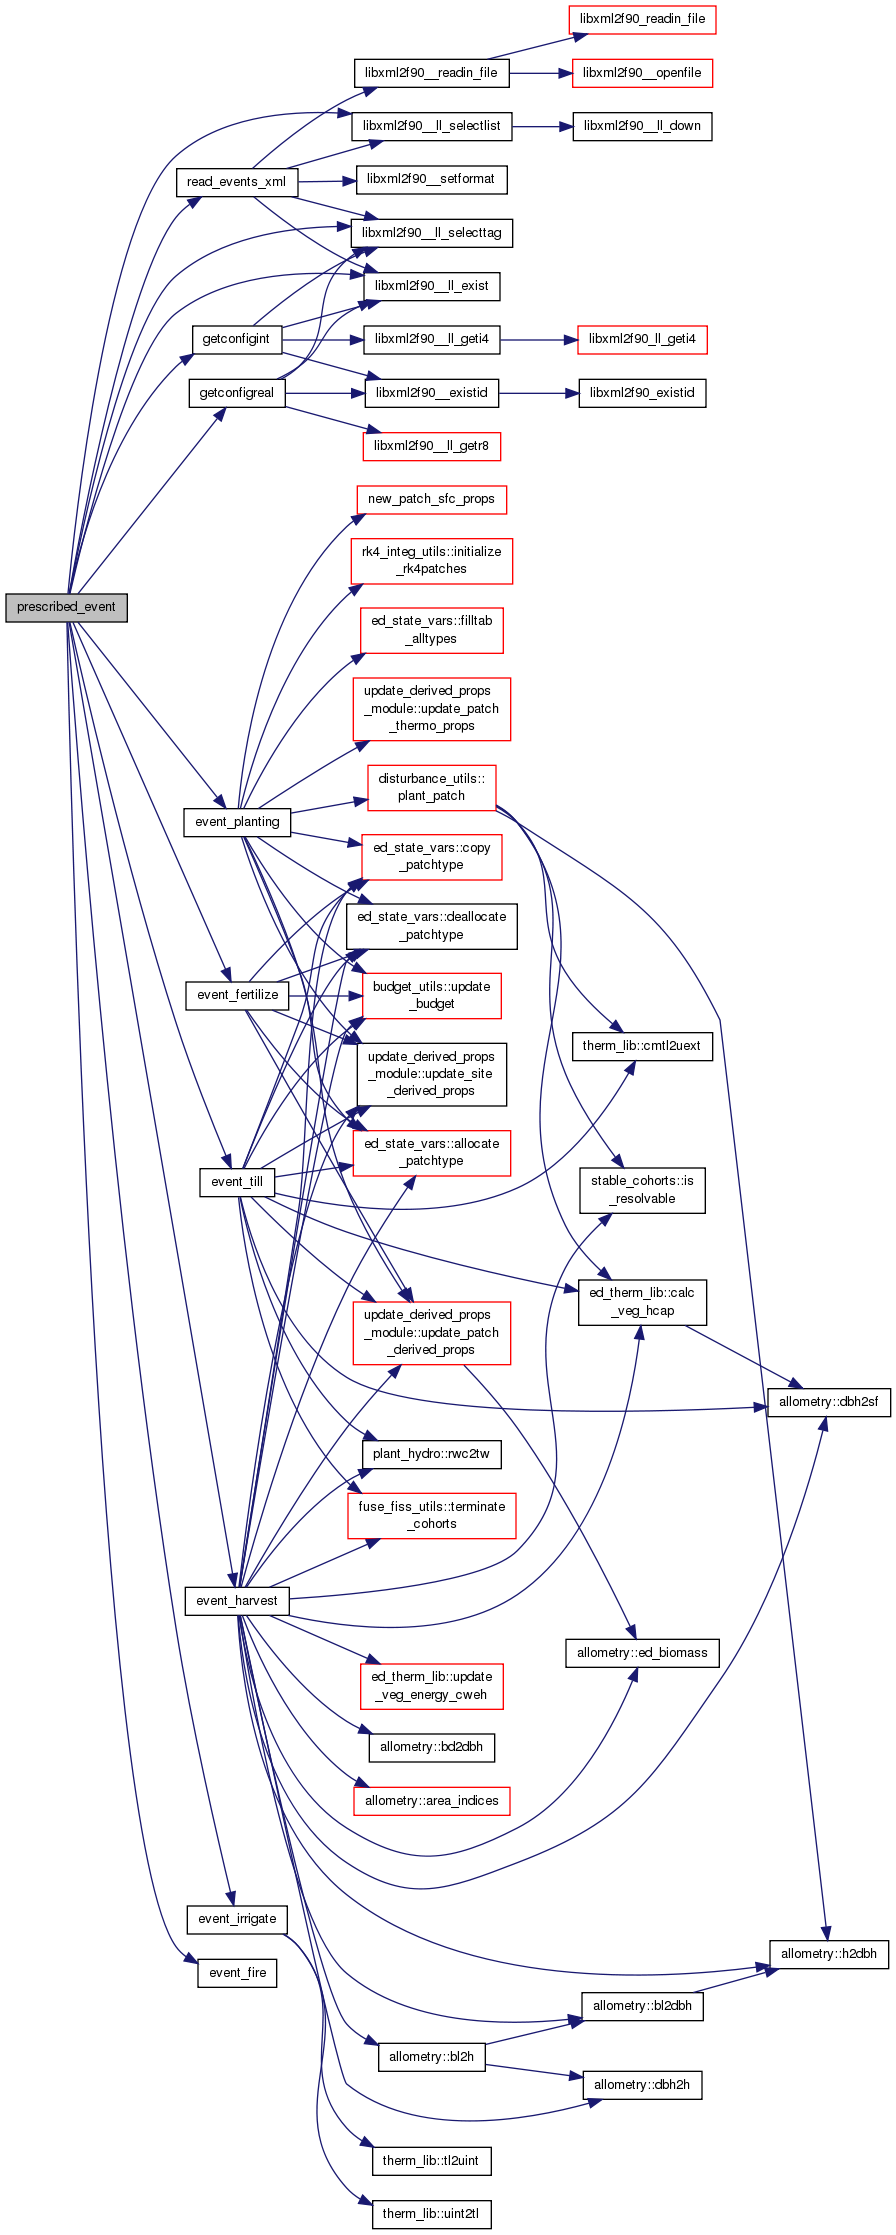 libxml2f90_readin_file
libxml2f90__readin_file
libxml2f90__openfile
libxml2f90__ll_selectlist
libxml2f90__ll_down
read_events_xml
libxml2f90__setformat
libxml2f90__ll_selecttag
libxml2f90__ll_exist
getconfigint
libxml2f90__ll_geti4
libxml2f90_ll_geti4
getconfigreal
libxml2f90__existid
libxml2f90_existid
libxml2f90__ll_getr8
new_patch_sfc_props
rk4_integ_utils::initialize
_rk4patches
prescribed_event
ed_state_vars::filltab
_alltypes
update_derived_props
_module::update_patch
_thermo_props
disturbance_utils::
plant_patch
event_planting
ed_state_vars::copy
_patchtype
ed_state_vars::deallocate
_patchtype
event_fertilize
budget_utils::update
_budget
therm_lib::cmtl2uext
update_derived_props
_module::update_site
_derived_props
ed_state_vars::allocate
_patchtype
event_till
stable_cohorts::is
_resolvable
ed_therm_lib::calc
_veg_hcap
update_derived_props
_module::update_patch
_derived_props
allometry::dbh2sf
plant_hydro::rwc2tw
fuse_fiss_utils::terminate
_cohorts
event_harvest
allometry::ed_biomass
ed_therm_lib::update
_veg_energy_cweh
allometry::bd2dbh
allometry::area_indices
event_irrigate
allometry::h2dbh
event_fire
allometry::bl2dbh
allometry::bl2h
allometry::dbh2h
therm_lib::tl2uint
therm_lib::uint2tl